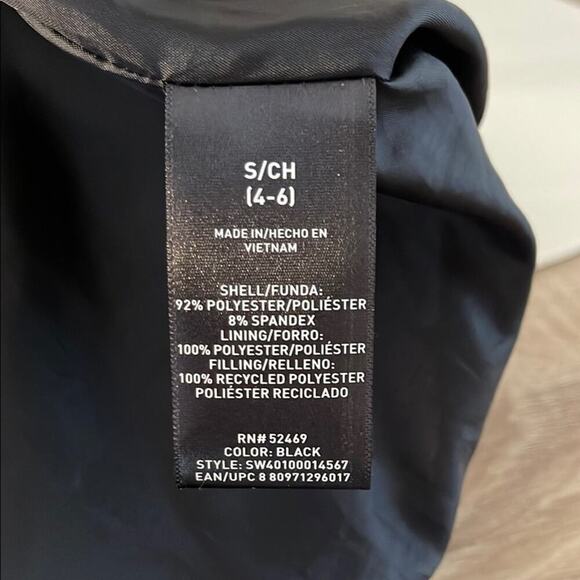 S/CH
(4-6)
MADE IN/HECHO EN
VIETNAM
SHELL/FUNDA:
92% POLYESTER/POLIÉSTER
8% SPANDEX
LINING/FORRO:
100% POLYESTER/POLIÉSTER
FILLING/RELLENO:
100% RECYCLED POLYESTER
POLIÉSTER RECICLADO
RN# 52469
COLOR: BLACK
STYLE: SW40100014567
EAN/UPC 8 80971296017